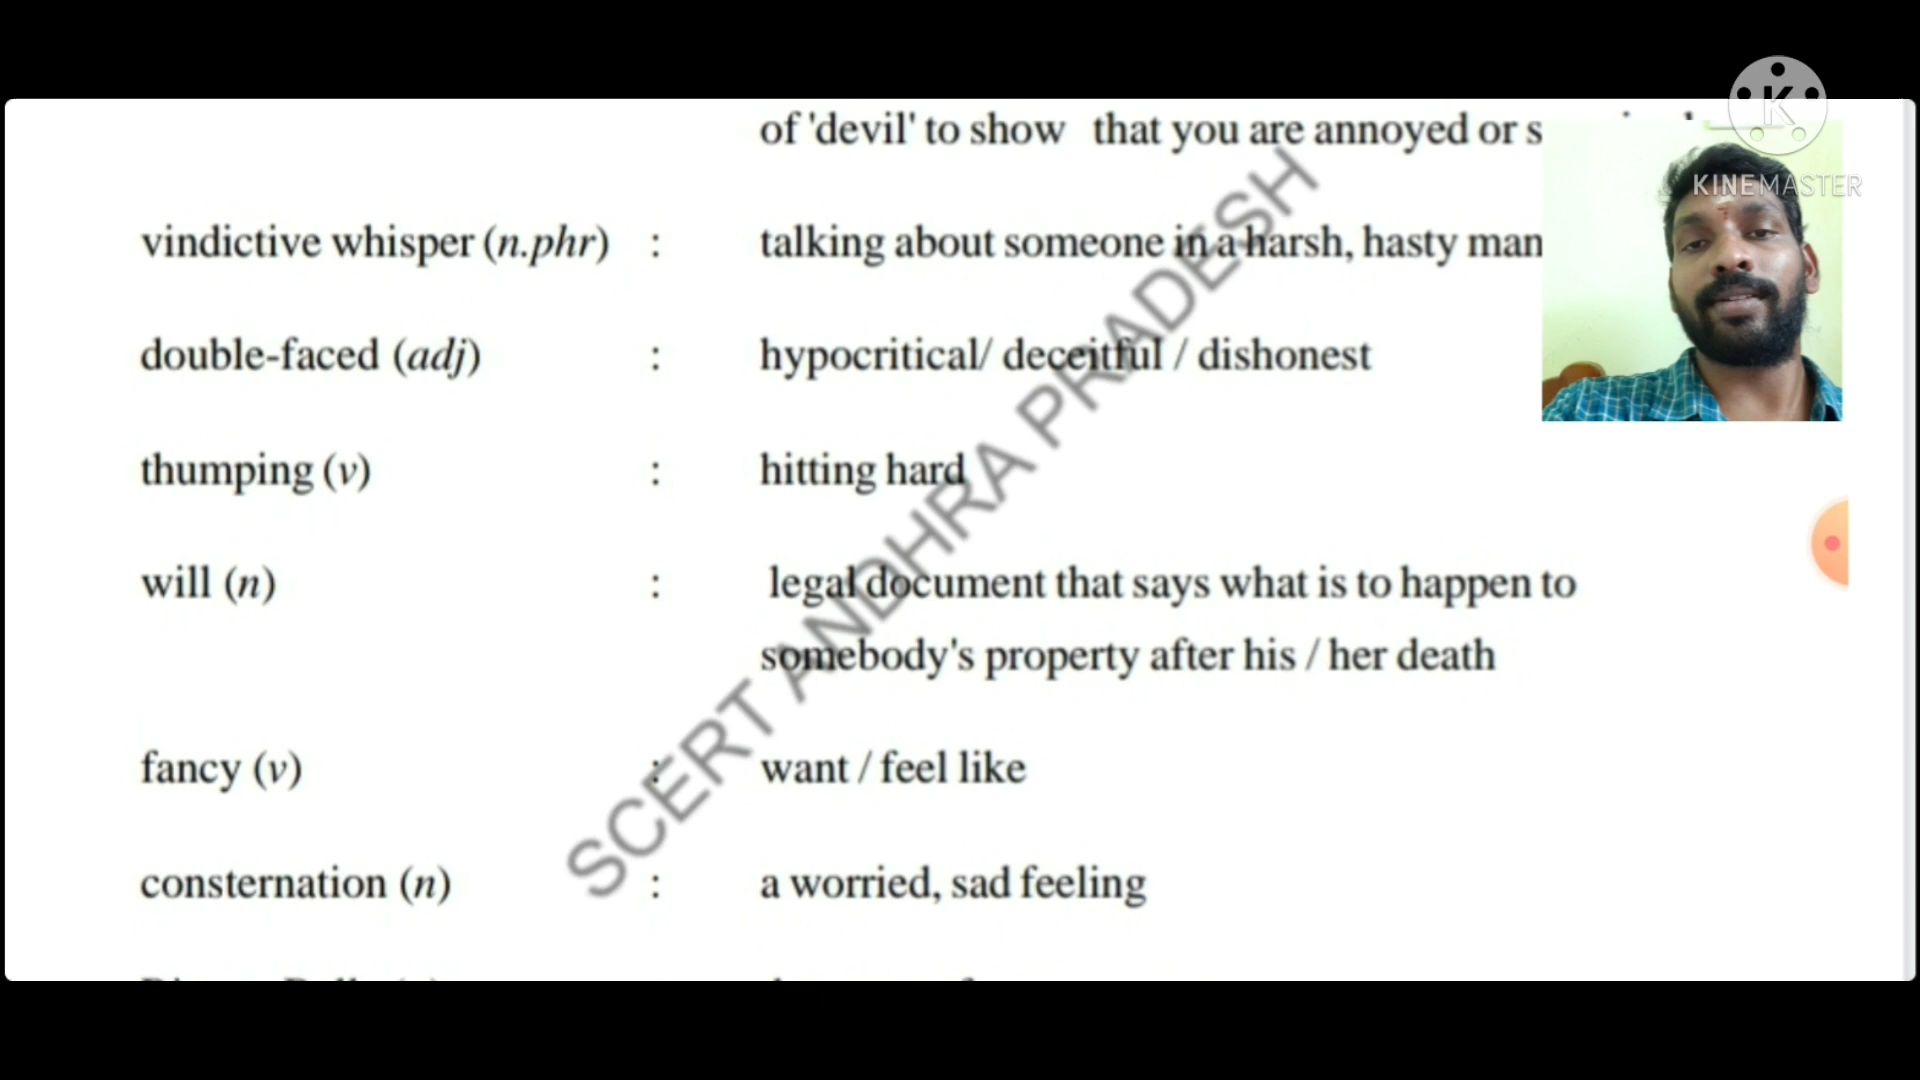 of 'devil' to show that you are annoyed or
vindictive whisper (n.phr) : talking about someone in a harsh, hasty man
double-faced (adj) : hypocritical/ deceitful / dishonest
thumping (v) : hitting hard
will (n) : legal document that says what is to happen to
somebody's property after his / her death
fancy (v) : want / feel like
consternation (n) : a worried, sad feeling
SCERT ANDHRA PRADESH
K
KINEMASTER